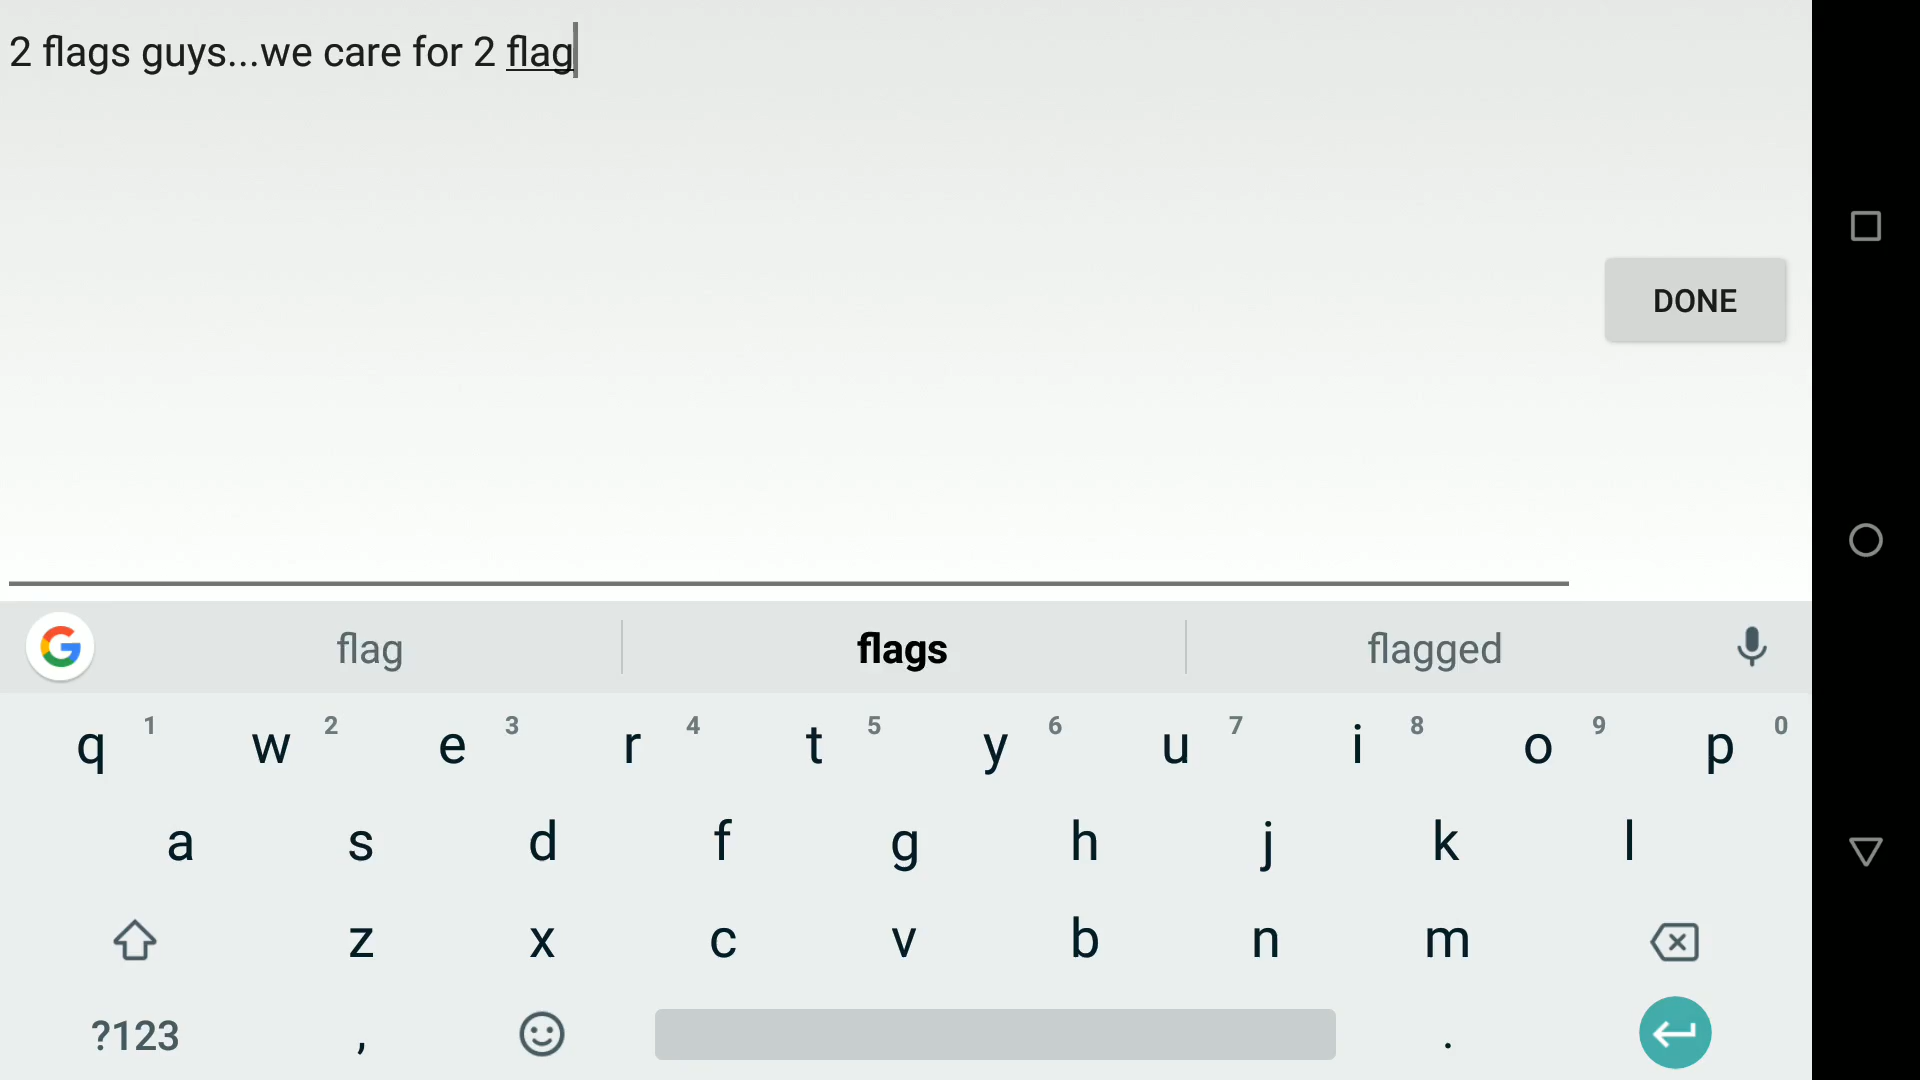 2 flags guys...we care for 2 flag
DONE
flag flags flagged
q 1 w 2 e 3 r 4 t 5 y 6 u 7 i 8 o 9 p 0
a s d f g h j k l
z x c v b n m
?123 , .